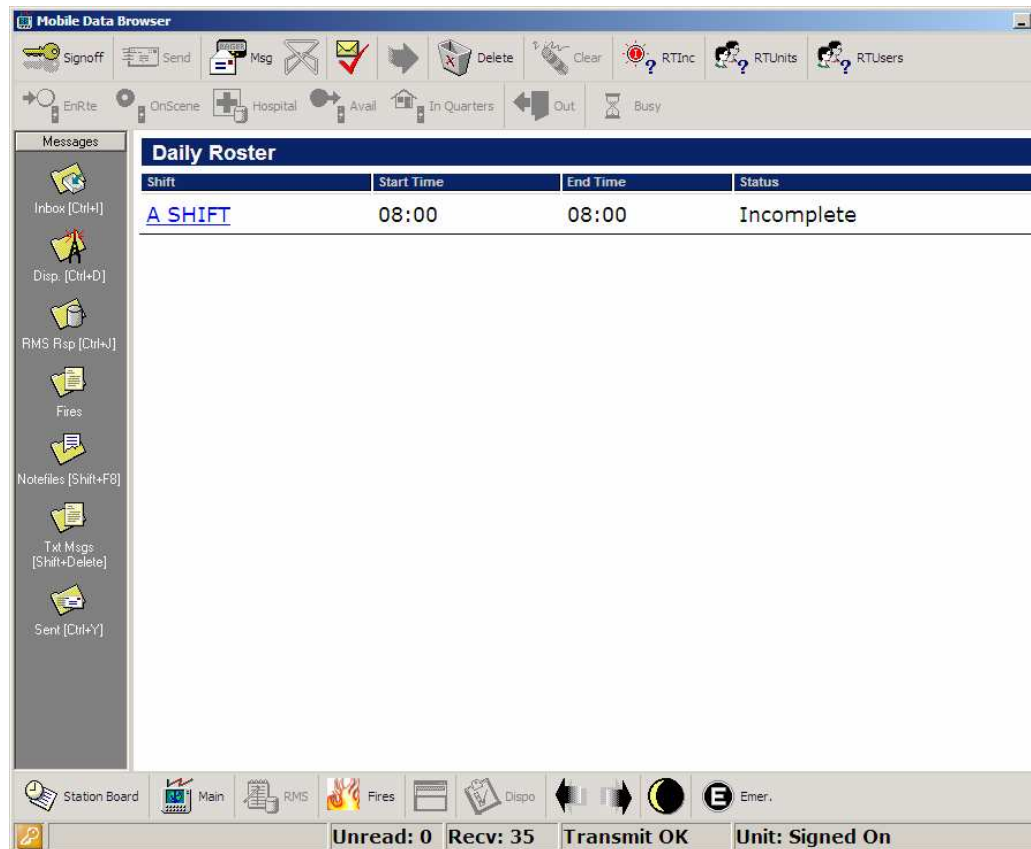 Mobile Data Browser
Signoff Send Msg Delete Clear RTInc RTUnits RTUsers
EnRte OnScene Hospital Avail In Quarters Out Busy
Messages
Inbox [Ctrl+I]
Disp. [Ctrl+D]
RMS Rsp [Ctrl+J]
Fires
Notefiles [Shift+F8]
Txt Msgs
[Shift+Delete]
Sent [Ctrl+Y]
Daily Roster
Shift Start Time End Time Status
A SHIFT 08:00 08:00 Incomplete
Station Board Main RMS Fires Dispo E Emer.
Unread: 0 Recv: 35 Transmit OK Unit: Signed On